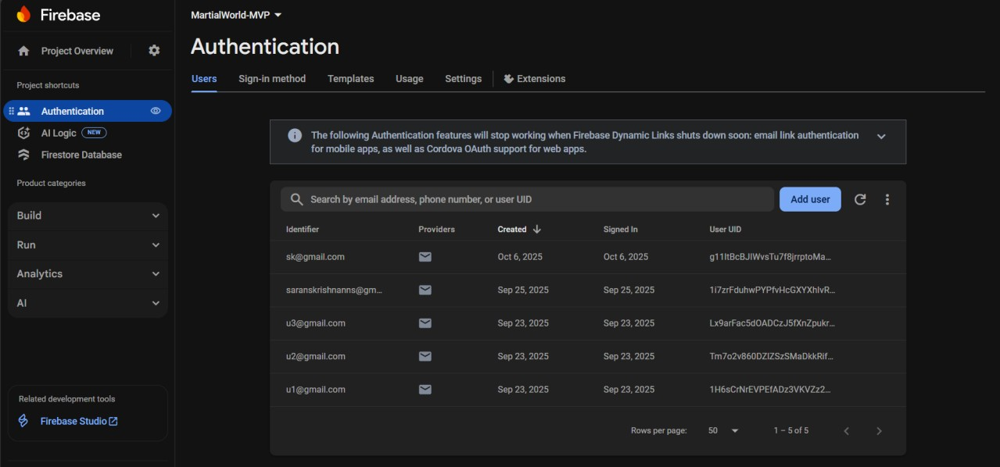 Firebase
Project Overview
Project shortcuts
Authentication
AI Logic NEW
Firestore Database
Product categories
Build
Run
Analytics
AI
Related development tools
Firebase Studio
MartialWorld-MVP
Authentication
Users Sign-in method Templates Usage Settings Extensions
The following Authentication features will stop working when Firebase Dynamic Links shuts down soon: email link authentication
for mobile apps, as well as Cordova OAuth support for web apps.
Search by email address, phone number, or user UID Add user
Identifier Providers Created Signed In User UID
sk@gmail.com Oct 6, 2025 Oct 6, 2025 g11ItBcBJIWvsTu7f8jrrptoMa...
saranskrishnanns@gm... Sep 25, 2025 Sep 25, 2025 1i7zrFduhwPYPfvHcGXYXhIvR...
u3@gmail.com Sep 23, 2025 Sep 23, 2025 Lx9arFac5dOADCzJ5fXnZpukr...
u2@gmail.com Sep 23, 2025 Sep 23, 2025 Tm7o2v860DZIZSzSMaDkkRif...
u1@gmail.com Sep 23, 2025 Sep 23, 2025 1H6sCrNrEVPEfADz3VKVZz2...
Rows per page: 50 1 – 5 of 5